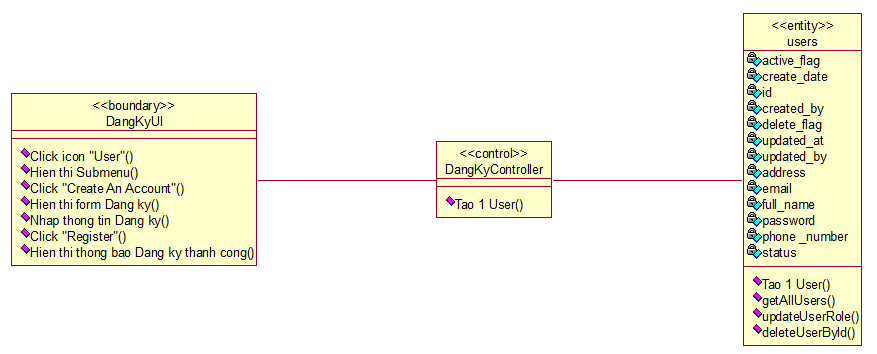 <<boundary>>
DangKyUI
Click icon "User"()
Hien thi Submenu()
Click "Create An Account"()
Hien thi form Dang ky()
Nhap thong tin Dang ky()
Click "Register"()
Hien thi thong bao Dang ky thanh cong()
<<control>>
DangKyController
Tao 1 User()
<<entity>>
users
active_flag
create_date
id
created_by
delete_flag
updated_at
updated_by
address
email
full_name
password
phone _number
status
Tao 1 User()
getAllUsers()
updateUserRole()
deleteUserById()